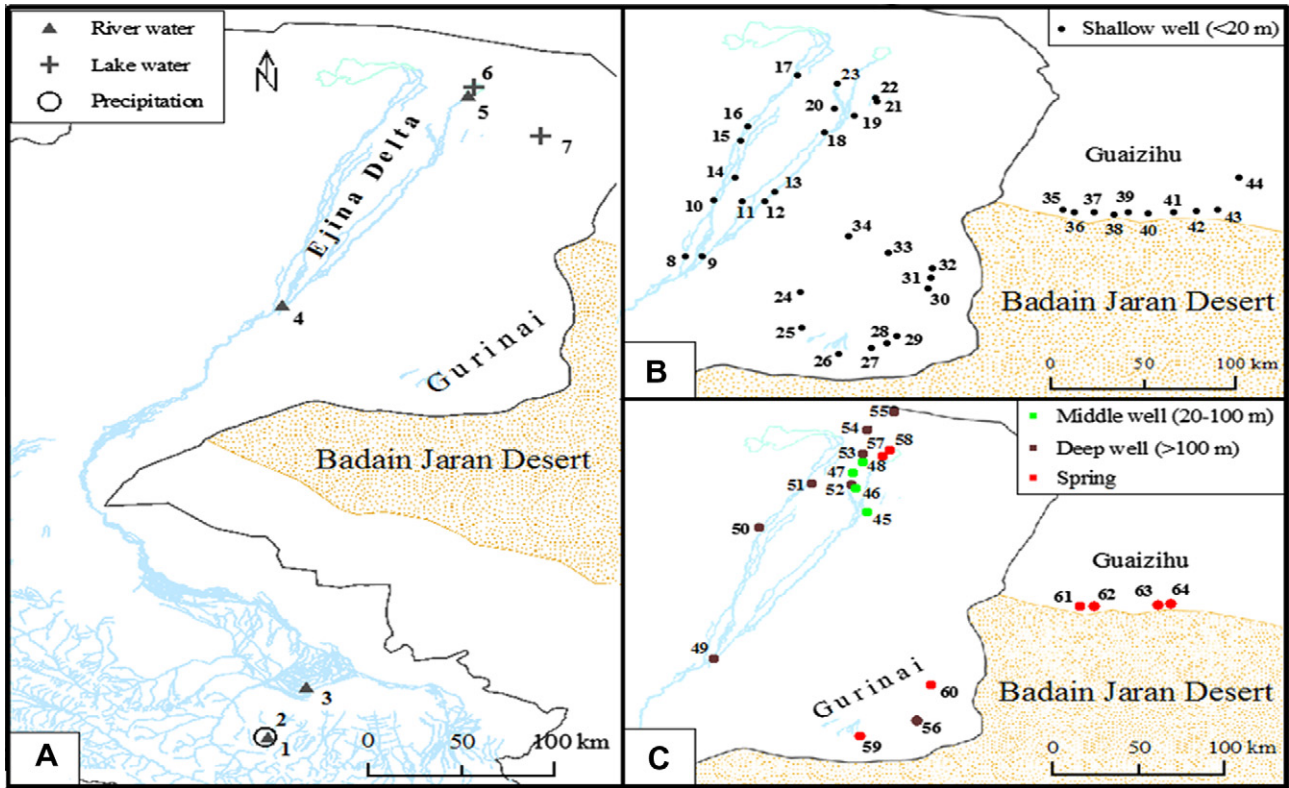 River water
Lake water
Precipitation
N
6
5
7
Ejina Delta
4
Gurinai
Badain Jaran Desert
3
2
1
0 50 100 km
A
Shallow well (<20 m)
17
23
22
21
20
19
16
15
18
14
13
10
11
12
8
9
34
33
32
31
30
24
25
28
29
26
27
Guaizihu
44
35
37
39
41
43
36
38
40
42
Badain Jaran Desert
0 50 100 km
B
Middle well (20-100 m)
Deep well (>100 m)
Spring
55
54
57
58
53
48
47
51
52
46
45
50
49
Gurinai
60
56
59
Guaizihu
61
62
63
64
Badain Jaran Desert
0 50 100 km
C